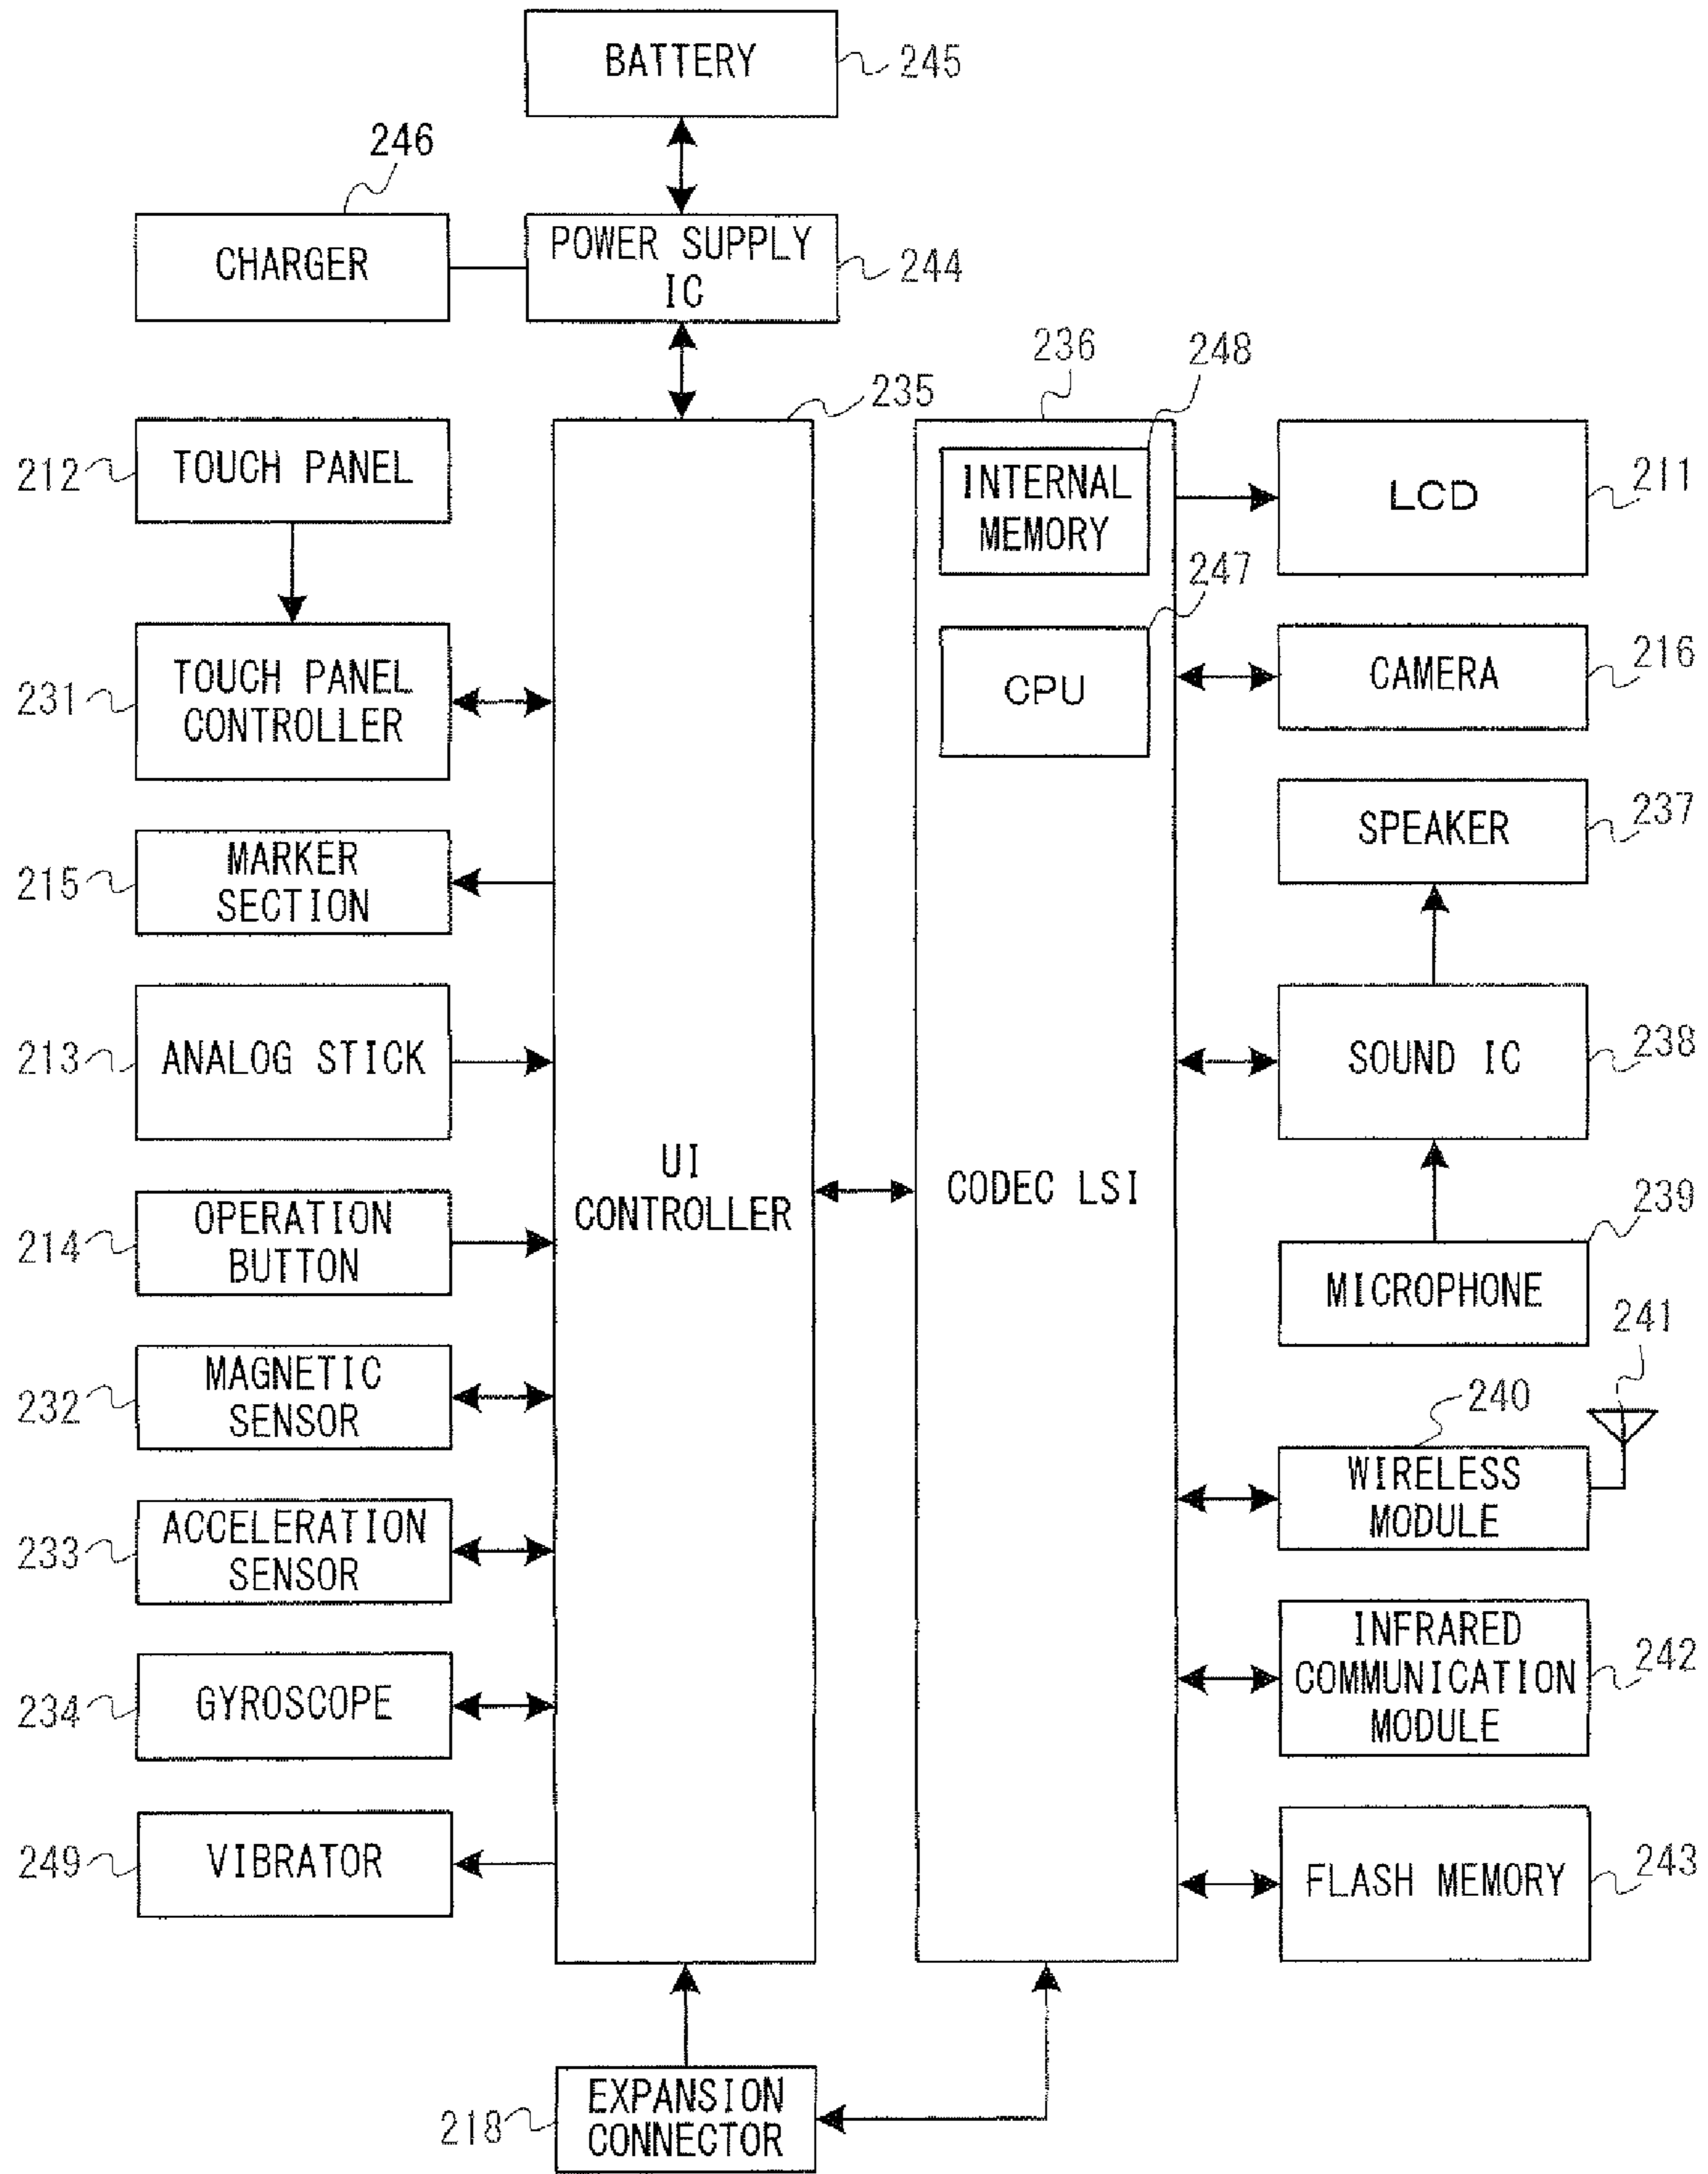 BATTERY
245
246
CHARGER
POWER SUPPLY
IC
244
235
236
248
212
TOUCH PANEL
INTERNAL
MEMORY
LCD
211
247
231
TOUCH PANEL
CONTROLLER
CPU
CAMERA
216
SPEAKER
237
215
MARKER
SECTION
213
ANALOG STICK
SOUND IC
238
UI
CONTROLLER
CODEC LSI
214
OPERATION
BUTTON
239
MICROPHONE
241
232
MAGNETIC
SENSOR
240
WIRELESS
MODULE
233
ACCELERATION
SENSOR
INFRARED
COMMUNICATION
MODULE
242
234
GYROSCOPE
249
VIBRATOR
FLASH MEMORY
243
218
EXPANSION
CONNECTOR